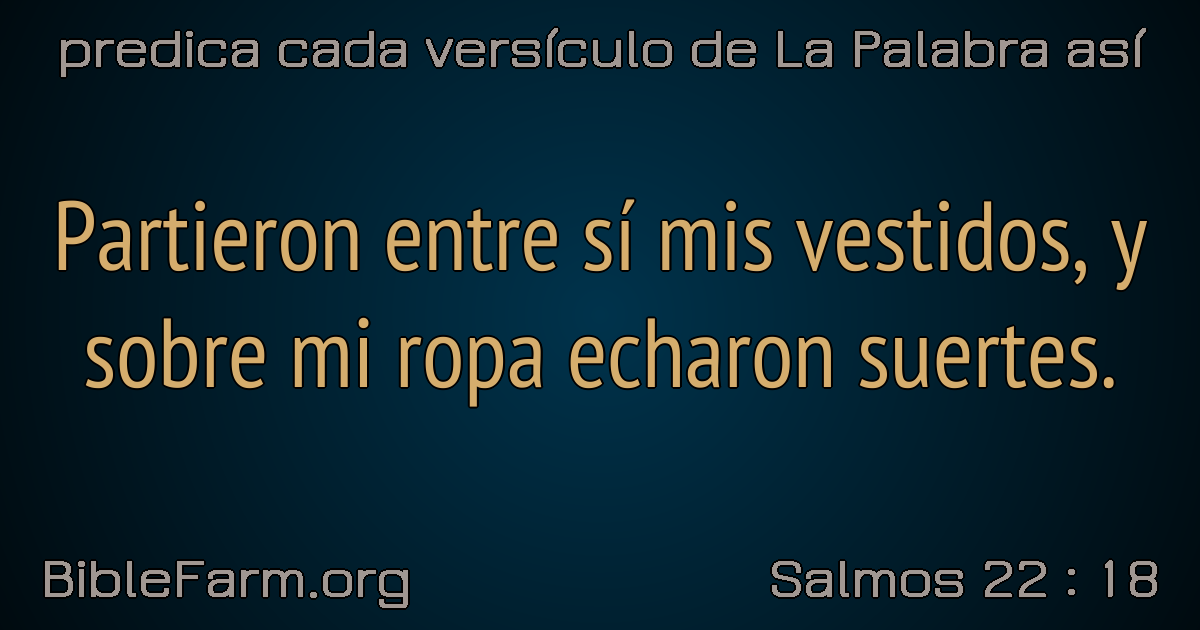 predica cada versículo de La Palabra así
Partieron entre sí mis vestidos, y
sobre mi ropa echaron suertes.
BibleFarm.org
Salmos 22 : 18